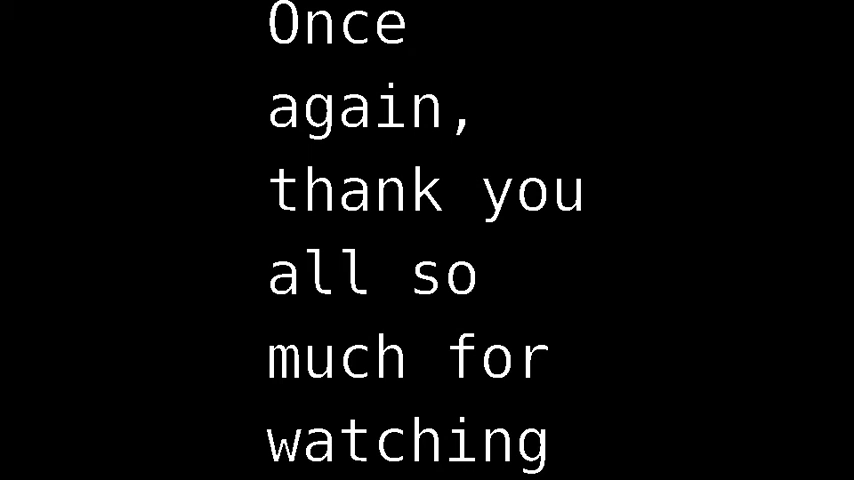 Once
again,
thank you
all so
much for
watching